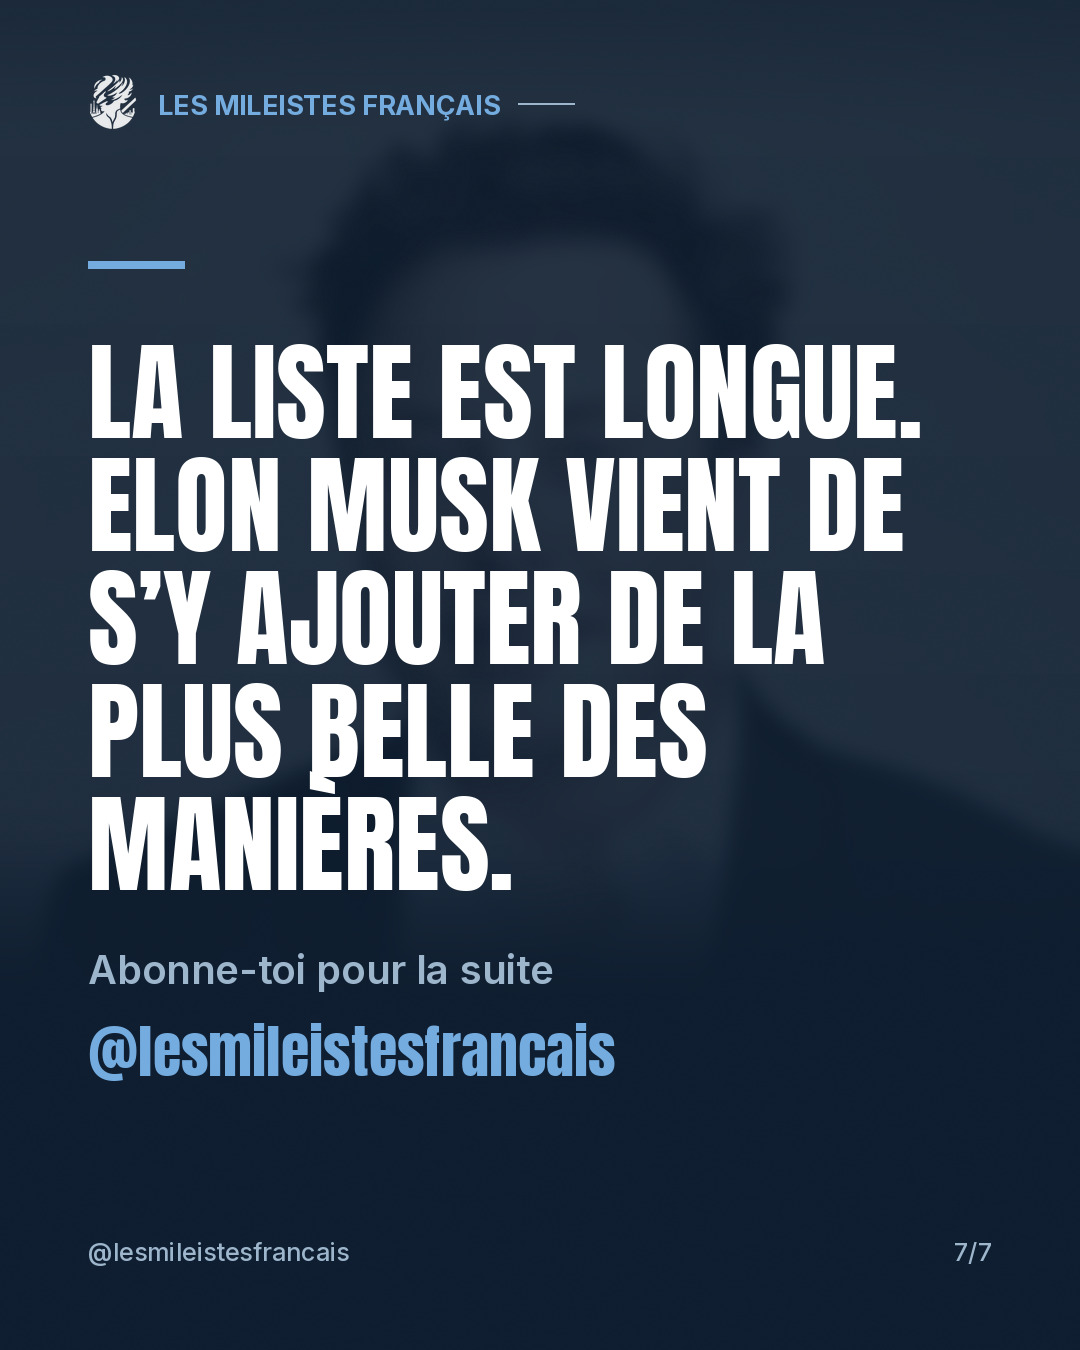 LES MILEISTES FRANÇAIS
LA LISTE EST LONGUE.
ELON MUSK VIENT DE
S’Y AJOUTER DE LA
PLUS BELLE DES
MANIÈRES.
Abonne-toi pour la suite
@lesmileistesfrancais
@lesmileistesfrancais
7/7